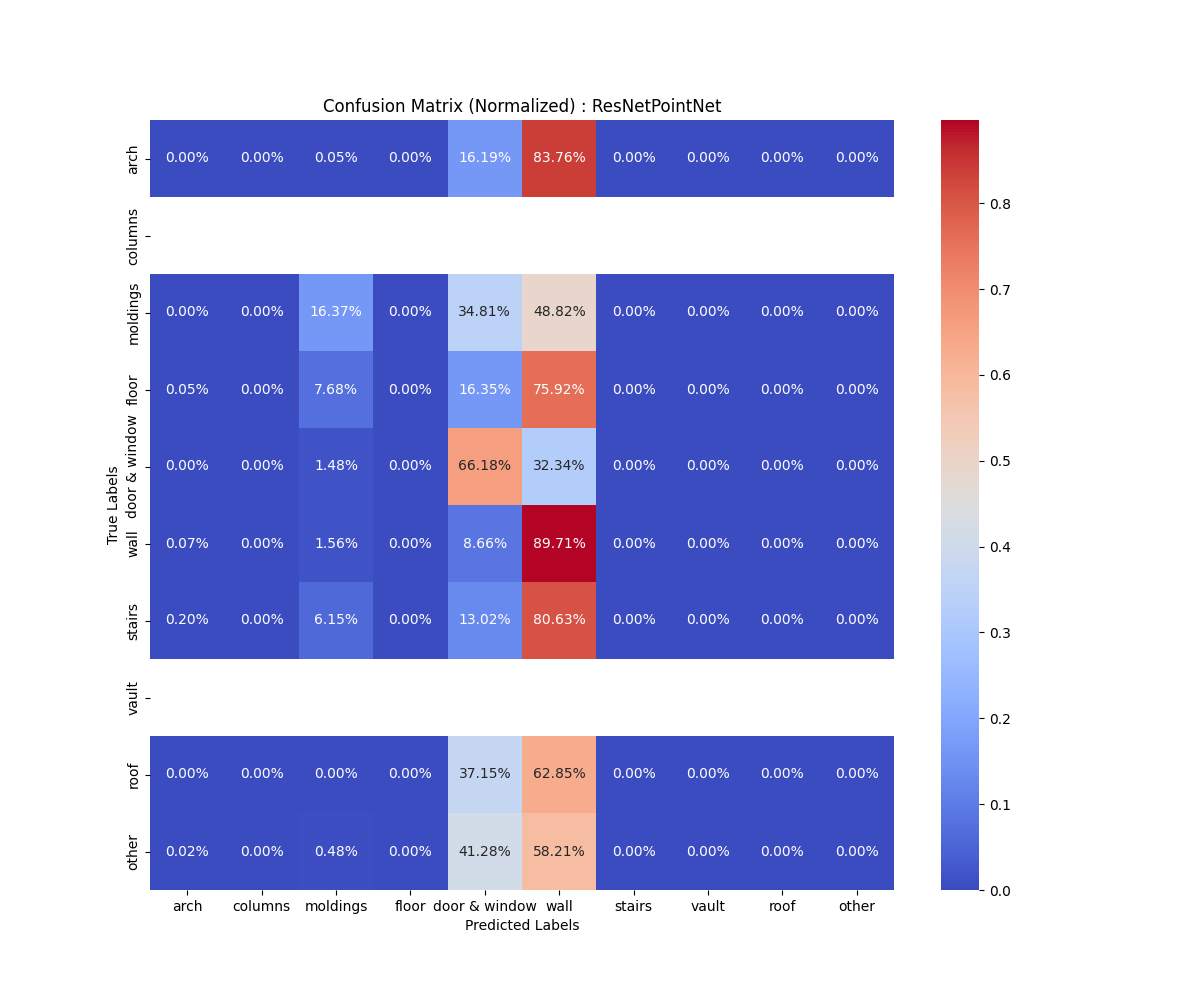 Confusion Matrix (Normalized) : ResNetPointNet
arch 0.00% 0.00% 0.05% 0.00% 16.19% 83.76% 0.00% 0.00% 0.00% 0.00%
columns
moldings 0.00% 0.00% 16.37% 0.00% 34.81% 48.82% 0.00% 0.00% 0.00% 0.00%
floor 0.05% 0.00% 7.68% 0.00% 16.35% 75.92% 0.00% 0.00% 0.00% 0.00%
door & window 0.00% 0.00% 1.48% 0.00% 66.18% 32.34% 0.00% 0.00% 0.00% 0.00%
wall 0.07% 0.00% 1.56% 0.00% 8.66% 89.71% 0.00% 0.00% 0.00% 0.00%
stairs 0.20% 0.00% 6.15% 0.00% 13.02% 80.63% 0.00% 0.00% 0.00% 0.00%
vault
roof 0.00% 0.00% 0.00% 0.00% 37.15% 62.85% 0.00% 0.00% 0.00% 0.00%
other 0.02% 0.00% 0.48% 0.00% 41.28% 58.21% 0.00% 0.00% 0.00% 0.00%
True Labels
arch columns moldings floor door & window wall stairs vault roof other
Predicted Labels
0.8
0.7
0.6
0.5
0.4
0.3
0.2
0.1
0.0